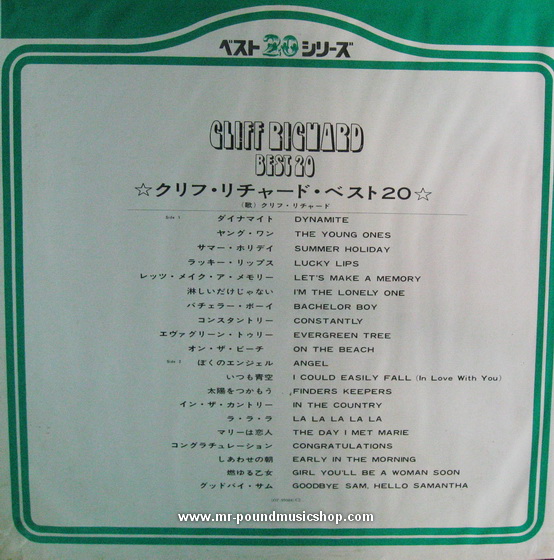 ベスト20シリーズ
CLIFF RICHARD
BEST 20
☆クリフ・リチャード・ベスト20☆
(歌) クリフ・リチャード
Side 1 ダイナマイト DYNAMITE
ヤング・ワン THE YOUNG ONES
サマー・ホリデイ SUMMER HOLIDAY
ラッキー・リップス LUCKY LIPS
レッツ・メイク・ア・メモリー LET'S MAKE A MEMORY
淋しいだけじゃない I'M THE LONELY ONE
バチェラー・ボーイ BACHELOR BOY
コンスタントリー CONSTANTLY
エヴァグリーン・トゥリー EVERGREEN TREE
オン・ザ・ビーチ ON THE BEACH
Side 2 ぼくのエンジェル ANGEL
いつも青空 I COULD EASILY FALL (In Love With You)
太陽をつかもう FINDERS KEEPERS
イン・ザ・カントリー IN THE COUNTRY
ラ・ラ・ラ LA LA LA LA LA
マリーは恋人 THE DAY I MET MARIE
コングラチュレーション CONGRATULATIONS
しあわせの朝 EARLY IN THE MORNING
燃ゆる乙女 GIRL YOU'LL BE A WOMAN SOON
グッドバイ・サム GOODBYE SAM, HELLO SAMANTHA
www.mr-poundmusicshop.com